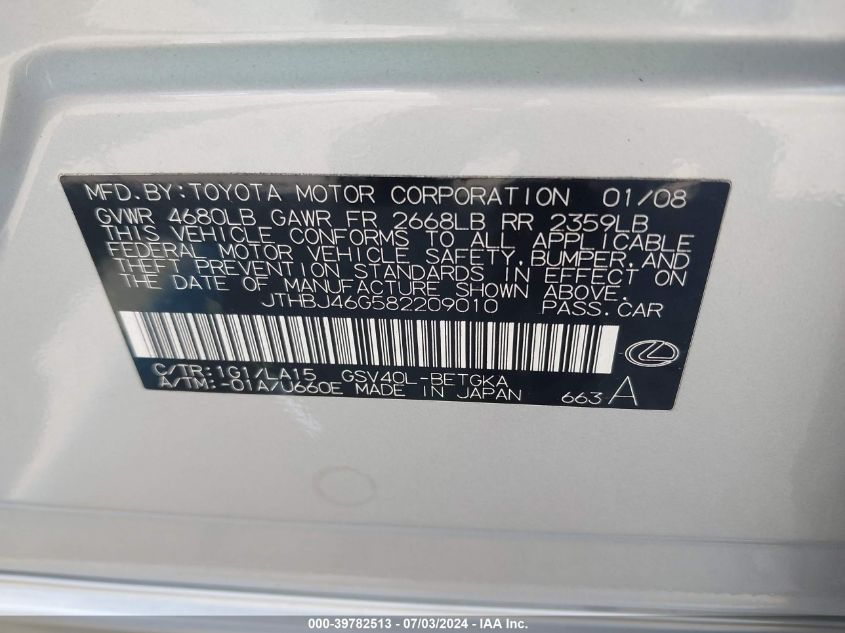 MFD.BY:TOYOTA MOTOR CORPORATION 01/08
GVWR 4680LB GAWR FR 2668LB RR 2359LB
THIS VEHICLE CONFORMS TO ALL APPLICABLE
FEDERAL MOTOR VEHICLE SAFETY,BUMPER,AND
THEFT PREVENTION STANDARDS IN EFFECT ON
THE DATE OF MANUFACTURE SHOWN ABOVE.
JTHBJ46G582209010 PASS.CAR
C/TR:1G1/LA15 GSV40L-BETGKA
A/TM:-01A/U660E MADE IN JAPAN 663 A
000-39782513 - 07/03/2024 - IAA Inc.